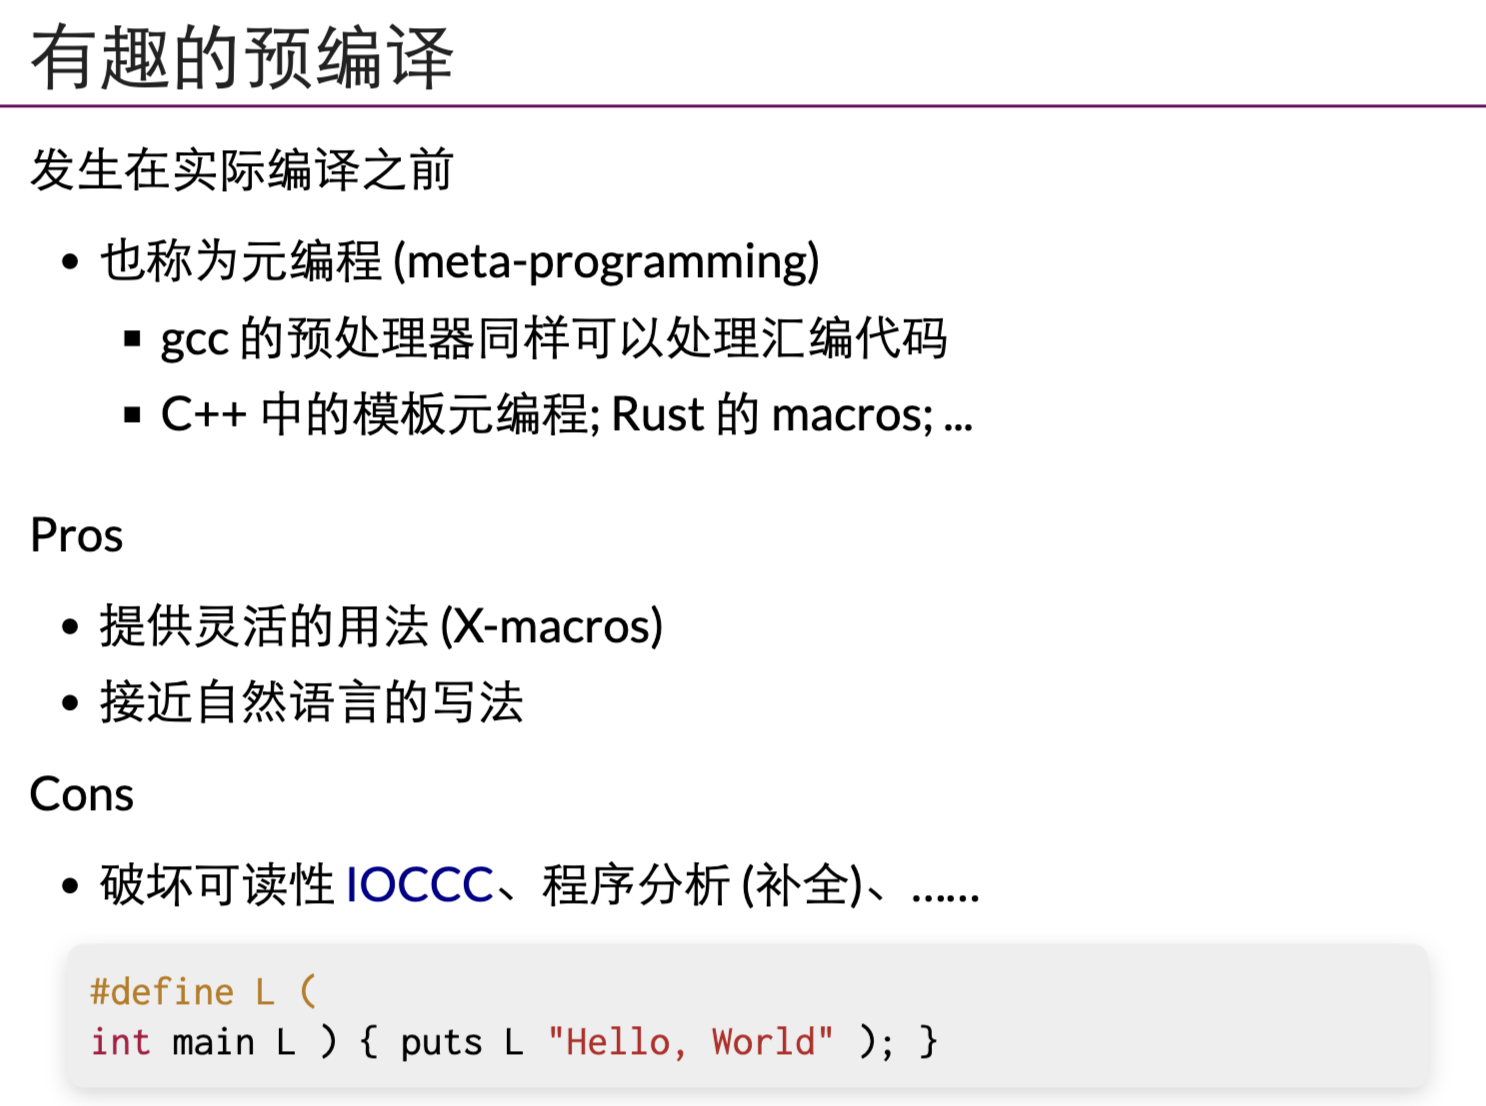 有趣的预编译
发生在实际编译之前
• 也称为元编程 (meta-programming)
▪ gcc 的预处理器同样可以处理汇编代码
▪ C++ 中的模板元编程; Rust 的 macros; ...
Pros
• 提供灵活的用法 (X-macros)
• 接近自然语言的写法
Cons
• 破坏可读性 IOCCC、程序分析 (补全)、……
#define L (
int main L ) { puts L "Hello, World" ); }